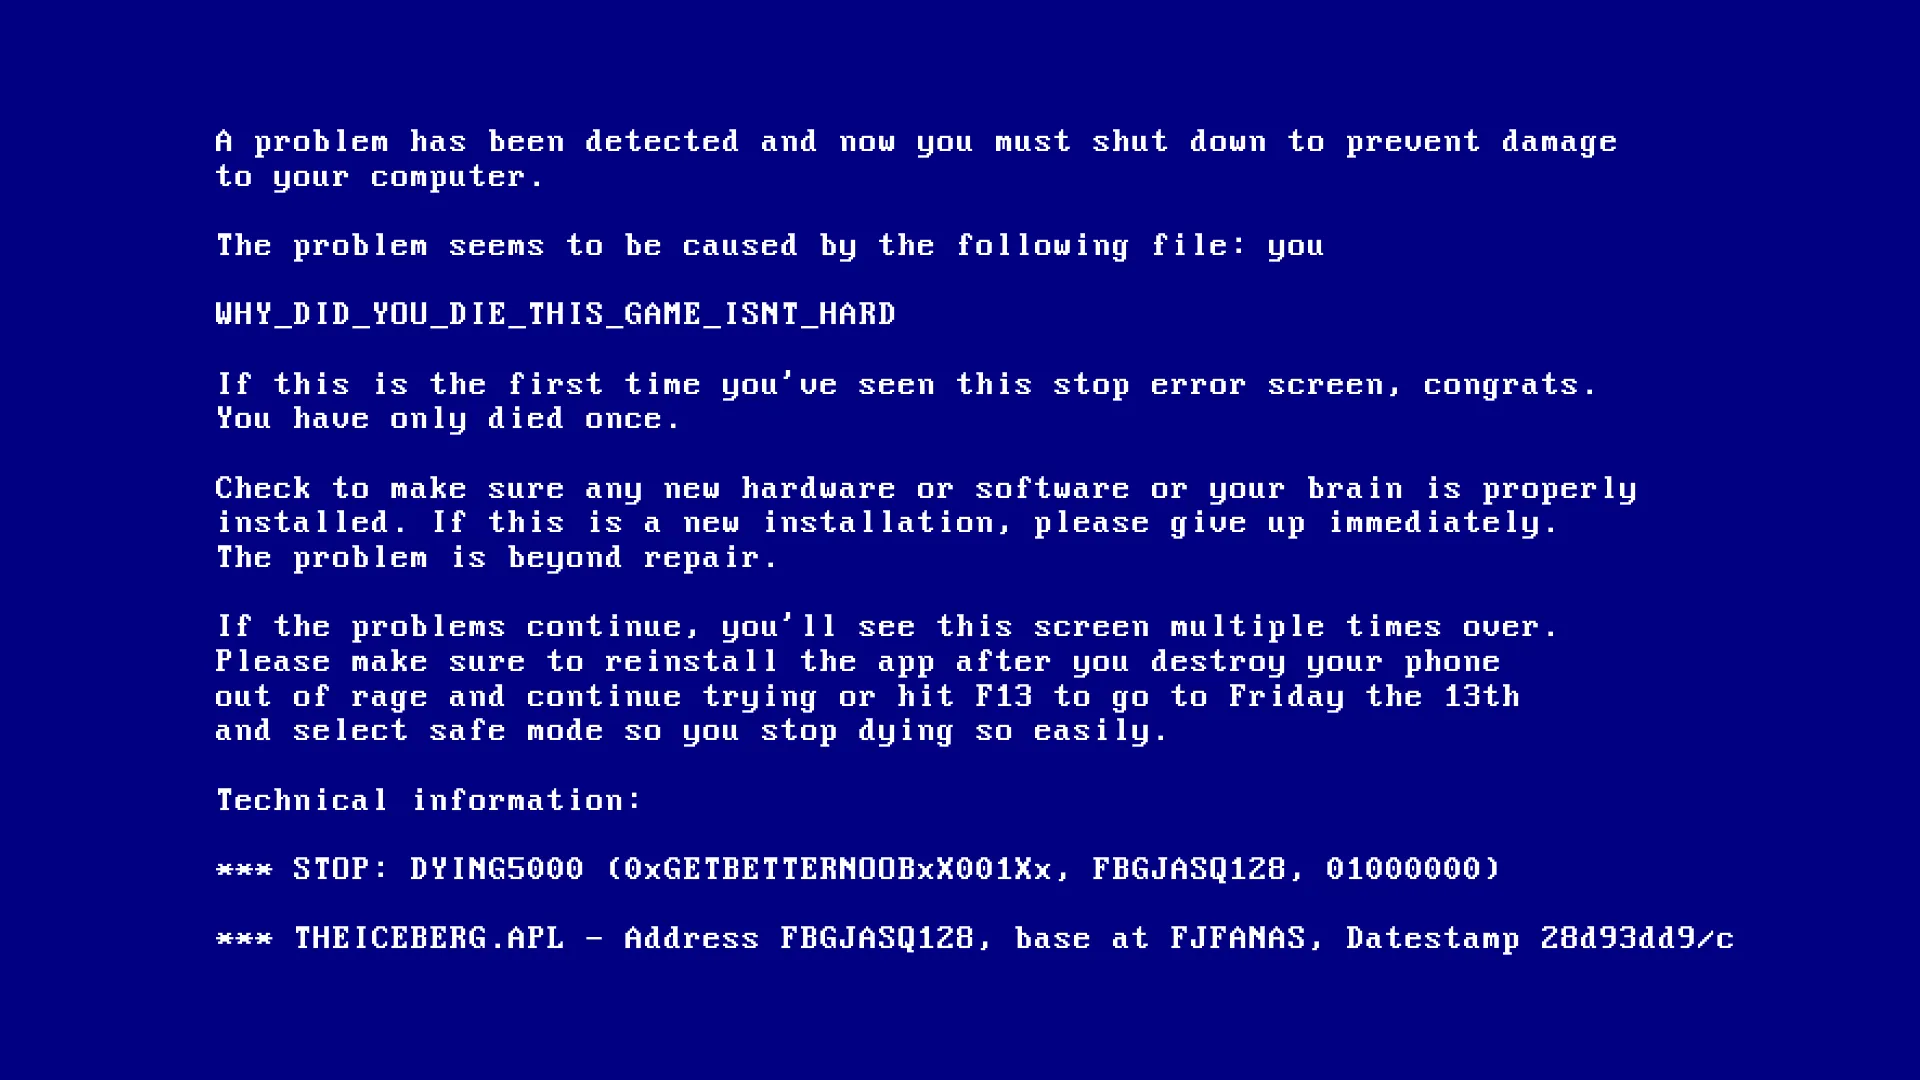 A problem has been detected and now you must shut down to prevent damage
to your computer.
The problem seems to be caused by the following file: you
WHY_DID_YOU_DIE_THIS_GAME_ISNT_HARD
If this is the first time you've seen this stop error screen, congrats.
You have only died once.
Check to make sure any new hardware or software or your brain is properly
installed. If this is a new installation, please give up immediately.
The problem is beyond repair.
If the problems continue, you'll see this screen multiple times over.
Please make sure to reinstall the app after you destroy your phone
out of rage and continue trying or hit F13 to go to Friday the 13th
and select safe mode so you stop dying so easily.
Technical information:
*** STOP: DYING5000 (0xGETBETTERNOOBxX001Xx, FBGJASQ128, 01000000)
*** THEICEBERG.APL - Address FBGJASQ128, base at FJFANAS, Datestamp 28d93dd9/c